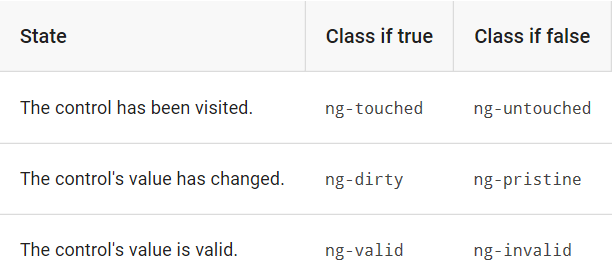 State Class if true Class if false
The control has been visited. ng-touched ng-untouched
The control's value has changed. ng-dirty ng-pristine
The control's value is valid. ng-valid ng-invalid